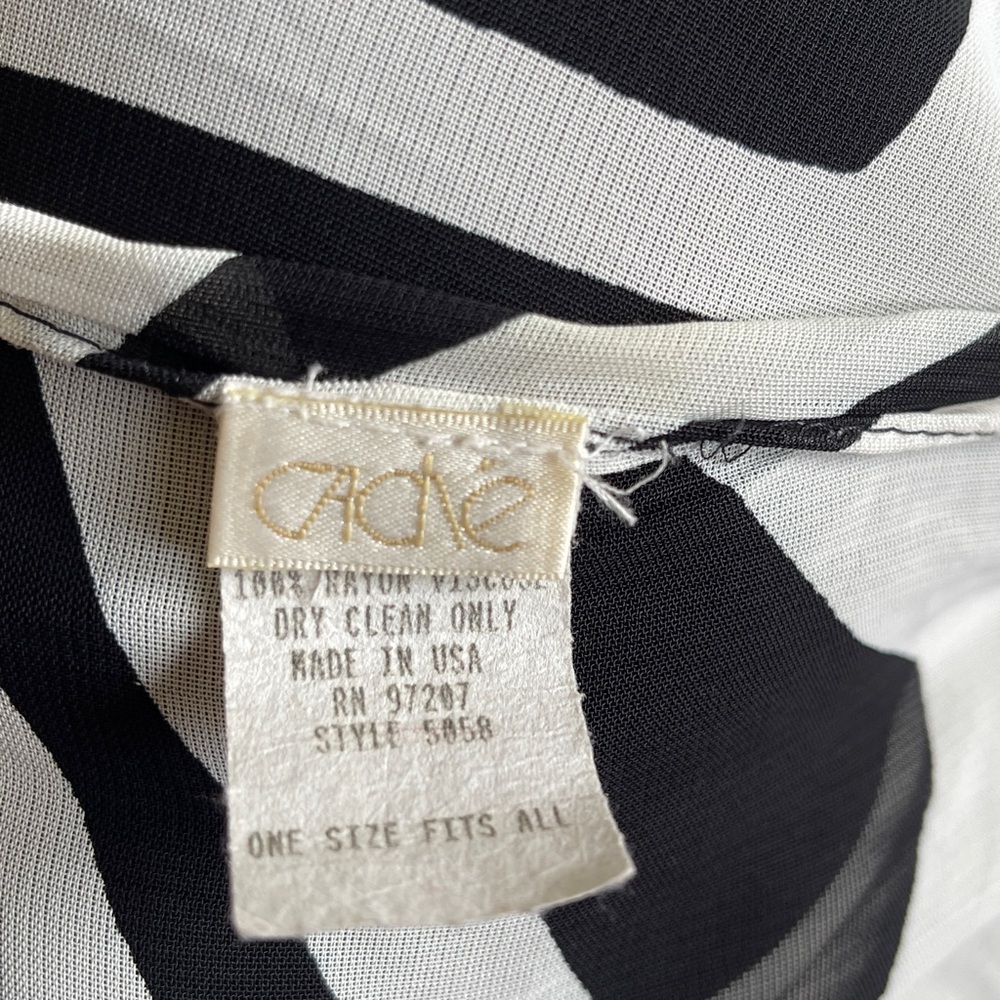 Caché
100% RAYON VISCOSE
DRY CLEAN ONLY
MADE IN USA
RN 97207
STYLE 5058
ONE SIZE FITS ALL